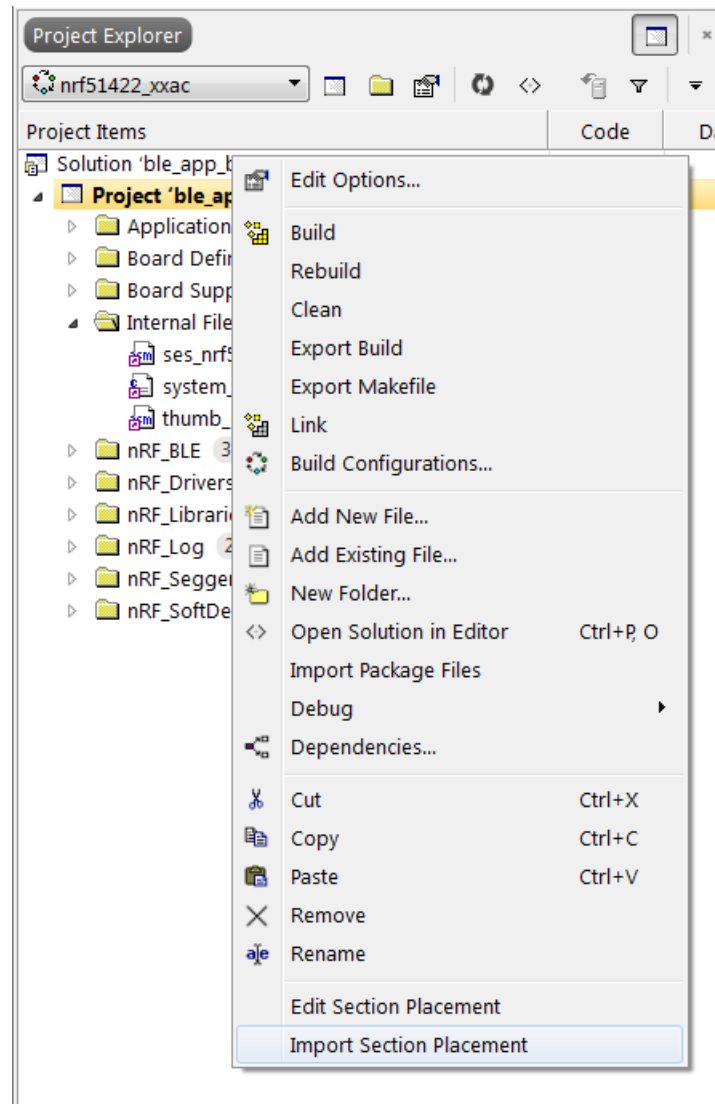 Project Explorer
nrf51422_xxac
Project Items Code
Solution 'ble_app_b
Project 'ble_ap
Application
Board Defin
Board Supp
Internal File
ses_nrf5
system_
thumb_
nRF_BLE 3
nRF_Drivers
nRF_Librari
nRF_Log 2
nRF_Segger
nRF_SoftDe
Edit Options...
Build
Rebuild
Clean
Export Build
Export Makefile
Link
Build Configurations...
Add New File...
Add Existing File...
New Folder...
Open Solution in Editor Ctrl+P, O
Import Package Files
Debug
Dependencies...
Cut Ctrl+X
Copy Ctrl+C
Paste Ctrl+V
Remove
Rename
Edit Section Placement
Import Section Placement